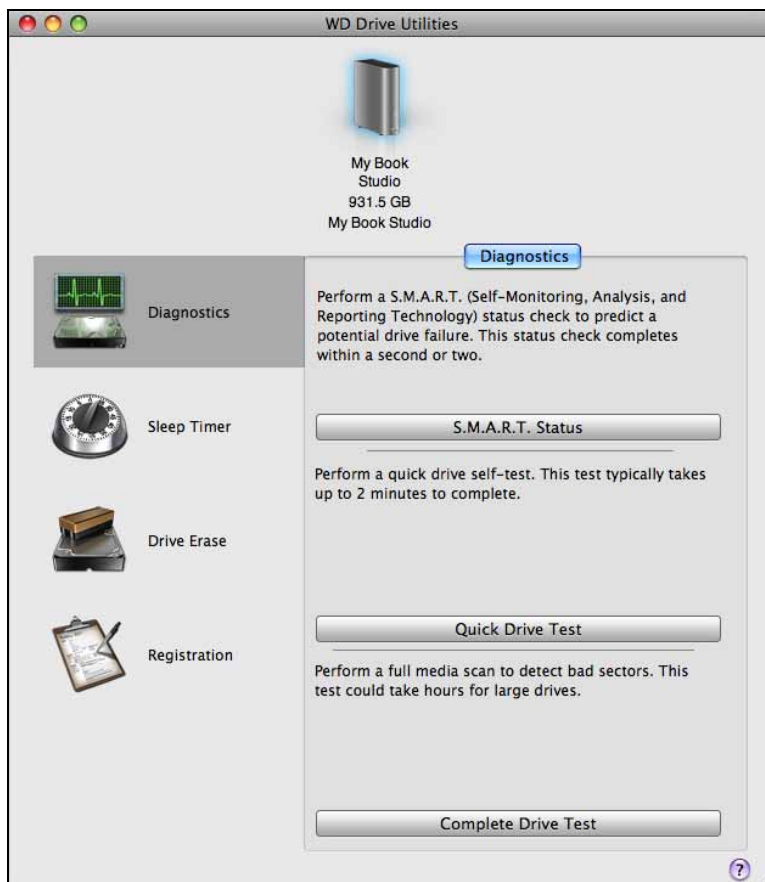 WD Drive Utilities
My Book
Studio
931.5 GB
My Book Studio
Diagnostics
Sleep Timer
Drive Erase
Registration
Diagnostics
Perform a S.M.A.R.T. (Self-Monitoring, Analysis, and
Reporting Technology) status check to predict a
potential drive failure. This status check completes
within a second or two.
S.M.A.R.T. Status
Perform a quick drive self-test. This test typically takes
up to 2 minutes to complete.
Quick Drive Test
Perform a full media scan to detect bad sectors. This
test could take hours for large drives.
Complete Drive Test
?